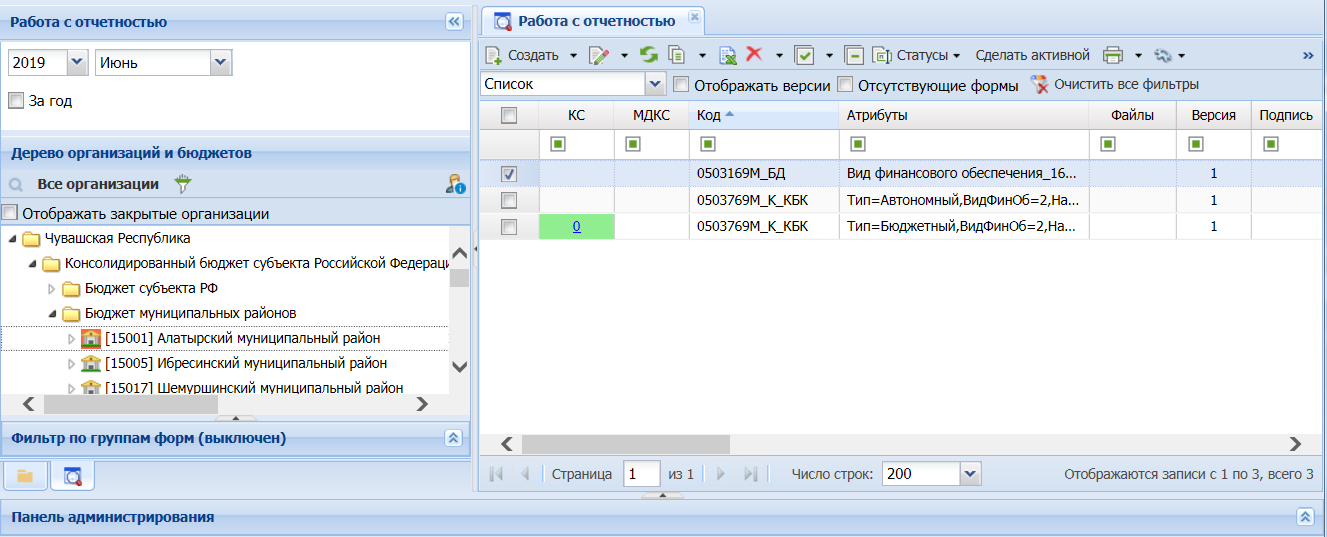 Работа с отчетностью
2019 Июнь
За год
Дерево организаций и бюджетов
Все организации
Отображать закрытые организации
Чувашская Республика
Консолидированный бюджет субъекта Российской Федераци
Бюджет субъекта РФ
Бюджет муниципальных районов
[15001] Алатырский муниципальный район
[15005] Ибресинский муниципальный район
[15017] Шемуршинский муниципальный район
Фильтр по группам форм (выключен)
Работа с отчетностью
Создать Статусы Сделать активной
Список Отображать версии Отсутствующие формы Очистить все фильтры
КС МДКС Код Атрибуты Файлы Версия Подпись
0503169М_БД Вид финансового обеспечения_16... 1
0503769М_К_КБК Тип=Автономный,ВидФинОб=2,На... 1
0 0503769М_К_КБК Тип=Бюджетный,ВидФинОб=2,На... 1
Страница 1 из 1 Число строк: 200 Отображаются записи с 1 по 3, всего 3
Панель администрирования